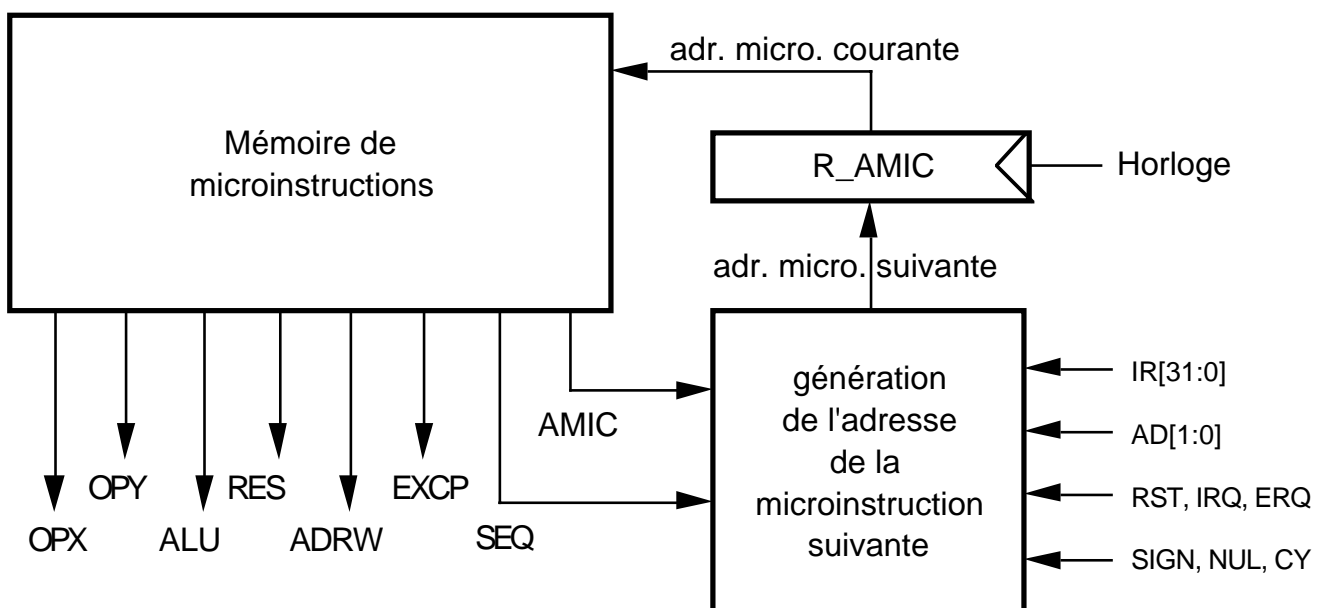 adr. micro. courante
Mémoire de
microinstructions
R_AMIC
Horloge
adr. micro. suivante
génération
de l'adresse
de la
microinstruction
suivante
IR[31:0]
AD[1:0]
RST, IRQ, ERQ
SIGN, NUL, CY
AMIC
OPY
RES
EXCP
OPX
ALU
ADRW
SEQ